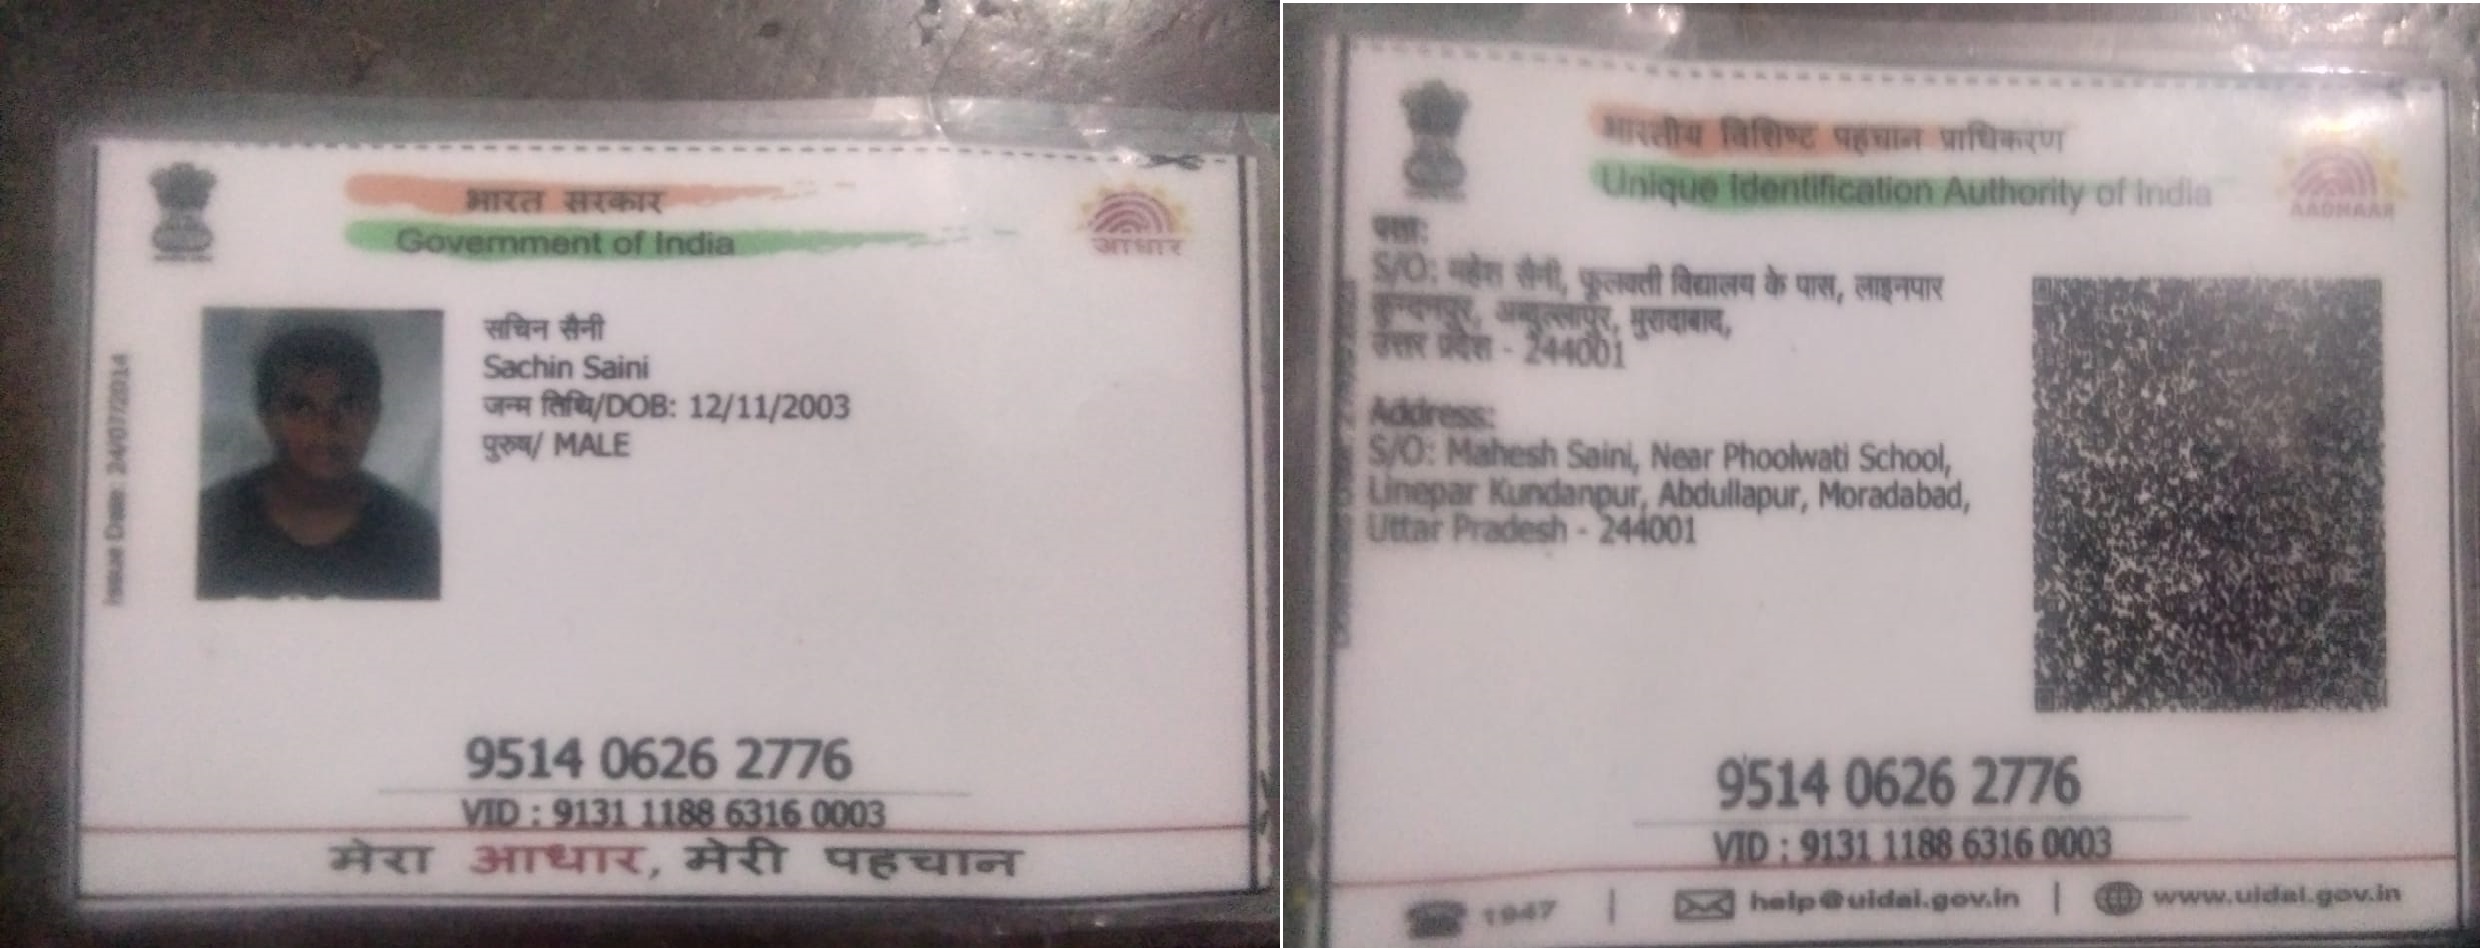 भारत सरकार
Government of India
आधार
Issue Date: 24/07/2014
सचिन सैनी
Sachin Saini
जन्म तिथि/DOB: 12/11/2003
पुरुष/ MALE
9514 0626 2776
VID : 9131 1188 6316 0003
मेरा आधार, मेरी पहचान
भारतीय विशिष्ट पहचान प्राधिकरण
Unique Identification Authority of India
AADHAAR
पता:
S/O: महेश सैनी, फूलवती विद्यालय के पास, लाइनपार
कुन्दनपुर, अब्दुल्लापुर, मुरादाबाद,
उत्तर प्रदेश - 244001
Address:
S/O: Mahesh Saini, Near Phoolwati School,
Linepar Kundanpur, Abdullapur, Moradabad,
Uttar Pradesh - 244001
9514 0626 2776
VID : 9131 1188 6316 0003
1947 | help@uidai.gov.in | www.uidai.gov.in